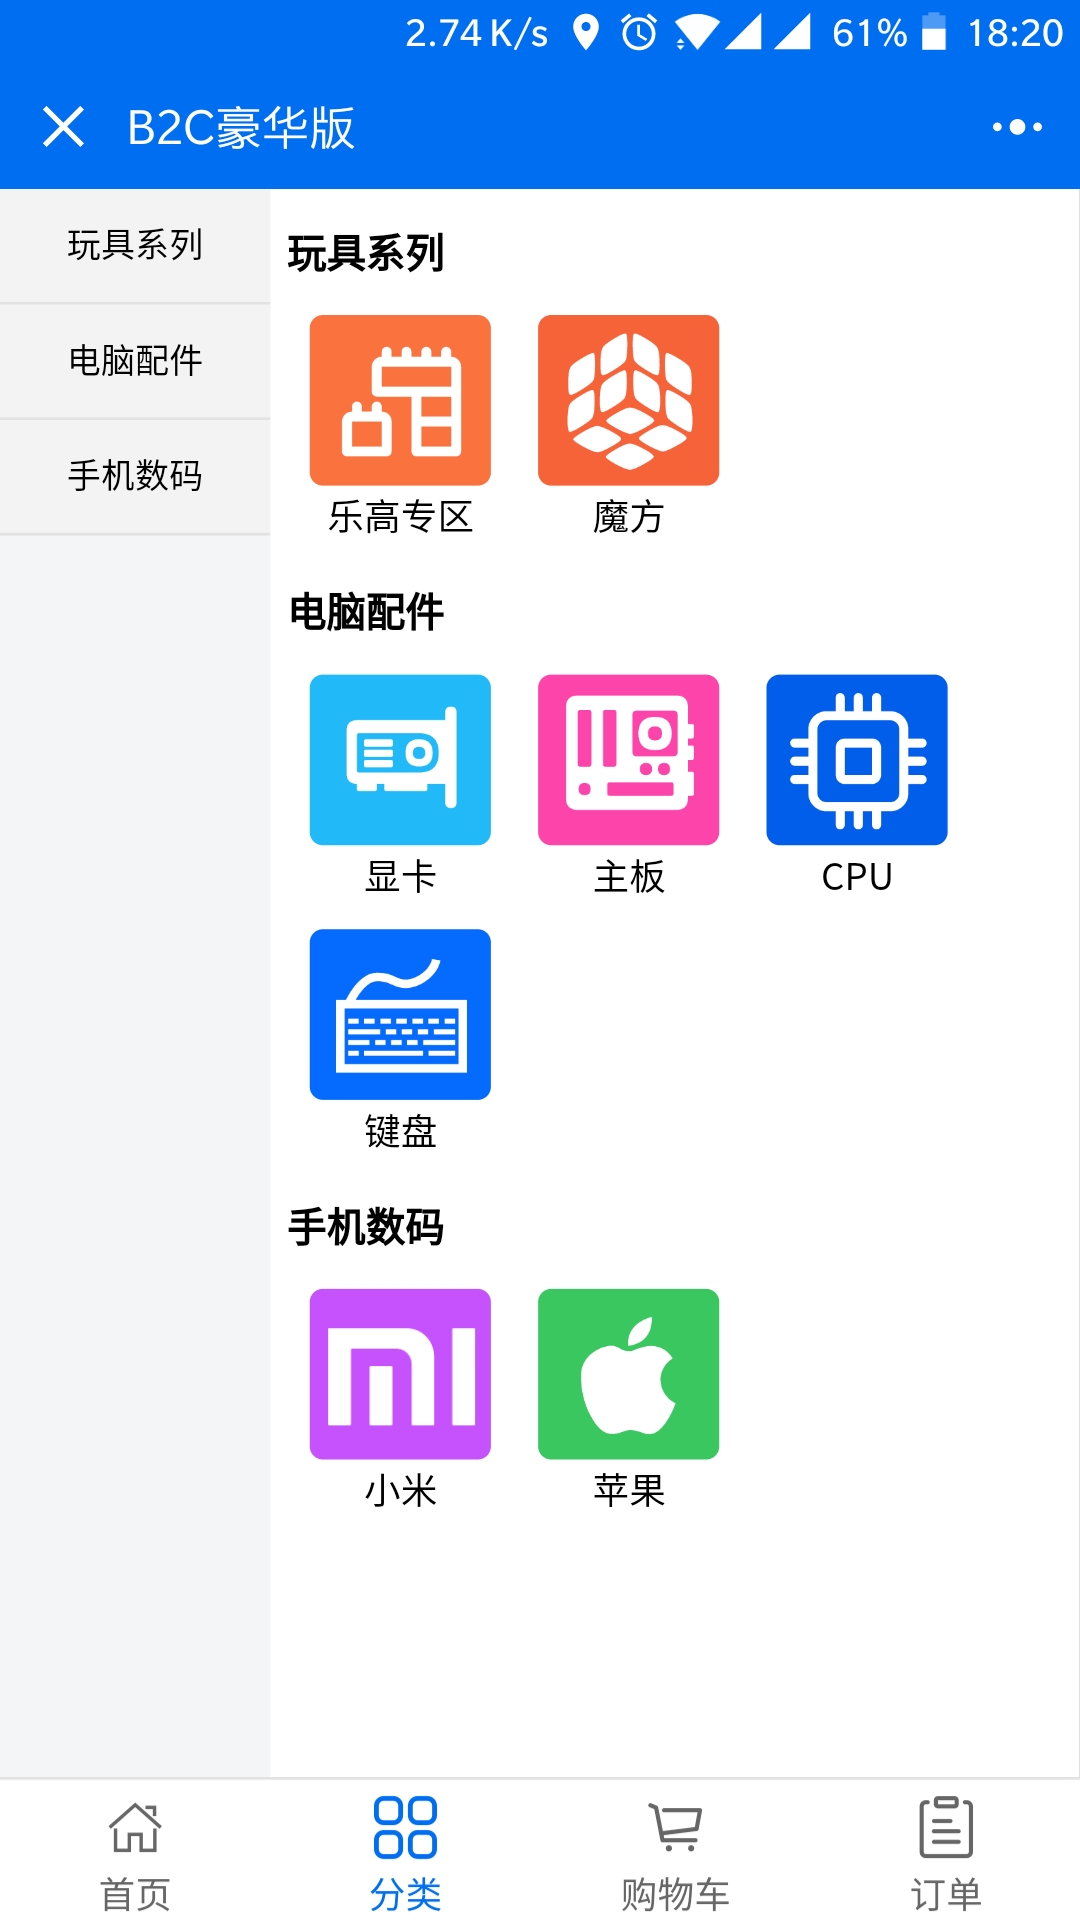 2.74 K/s 61% 18:20
B2C豪华版
玩具系列
电脑配件
手机数码
玩具系列
乐高专区 魔方
电脑配件
显卡 主板 CPU
键盘
手机数码
小米 苹果
首页 分类 购物车 订单